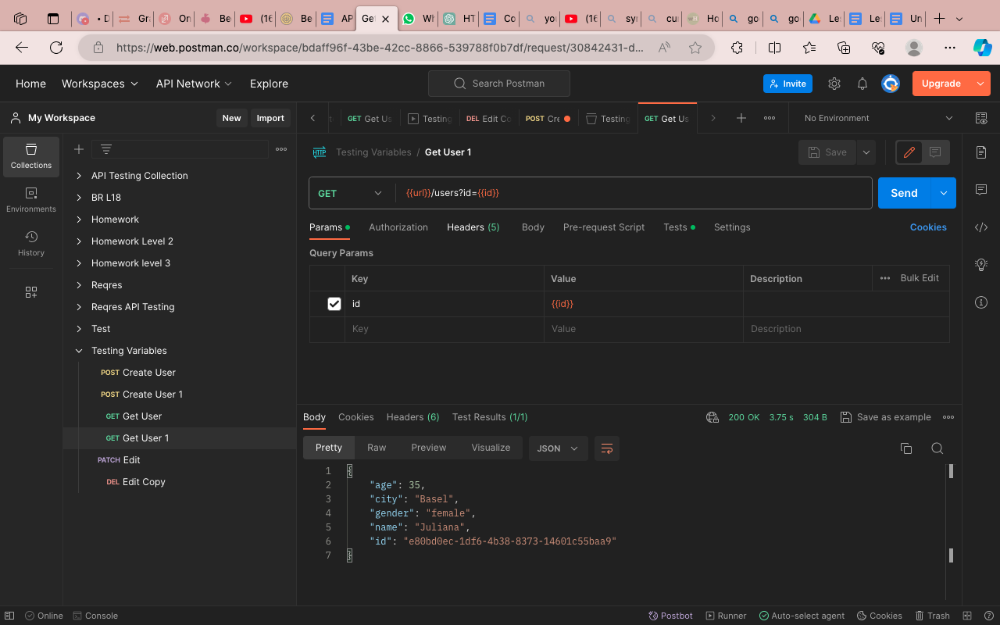 • D
Gra
On
Be
(16
Be
AP
Get
Wh
HT
Co
you
(16
syn
cur
Ho
go
go
Les
Les
Un
https://web.postman.co/workspace/bdaff96f-43be-42cc-8866-539788f0b7df/request/30842431-d...
Home
Workspaces
API Network
Explore
Search Postman
Invite
Upgrade
My Workspace
New
Import
GET Get Us
Testing
DEL Edit Co
POST Cre
Testing
GET Get Us
No Environment
Collections
Environments
History
API Testing Collection
BR L18
Homework
Homework Level 2
Homework level 3
Reqres
Reqres API Testing
Test
Testing Variables
POST Create User
POST Create User 1
GET Get User
GET Get User 1
PATCH Edit
DEL Edit Copy
HTTP Testing Variables / Get User 1
Save
GET {{url}}/users?id={{id}}
Send
Params
Authorization
Headers (5)
Body
Pre-request Script
Tests
Settings
Cookies
Query Params
Key Value Description ••• Bulk Edit
id {{id}}
Key Value Description
Body Cookies Headers (6) Test Results (1/1)
200 OK 3.75 s 304 B Save as example
Pretty Raw Preview Visualize JSON
1 {
2 "age": 35,
3 "city": "Basel",
4 "gender": "female",
5 "name": "Juliana",
6 "id": "e80bd0ec-1df6-4b38-8373-14601c55baa9"
7 }
Online
Console
Postbot
Runner
Auto-select agent
Cookies
Trash